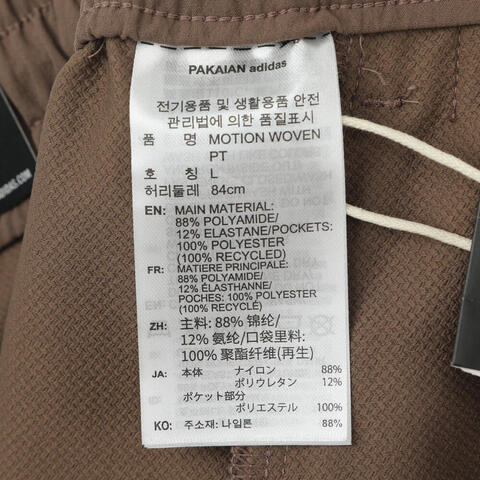 PAKAIAN adidas
전기용품 및 생활용품 안전
관리법에 의한 품질표시
품 명 MOTION WOVEN
PT
호 칭 L
허리둘레 84cm
EN: MAIN MATERIAL:
88% POLYAMIDE/
12% ELASTANE/POCKETS:
100% POLYESTER
(100% RECYCLED)
FR: MATIERE PRINCIPALE:
88% POLYAMIDE/
12% ÉLASTHANNE/
POCHES: 100% POLYESTER
(100% RECYCLÉ)
ZH: 主料: 88% 锦纶/
12% 氨纶/口袋里料:
100% 聚酯纤维(再生)
JA: 本体 ナイロン 88%
ポリウレタン 12%
ポケット部分
ポリエステル 100%
KO: 주소재: 나일론 88%